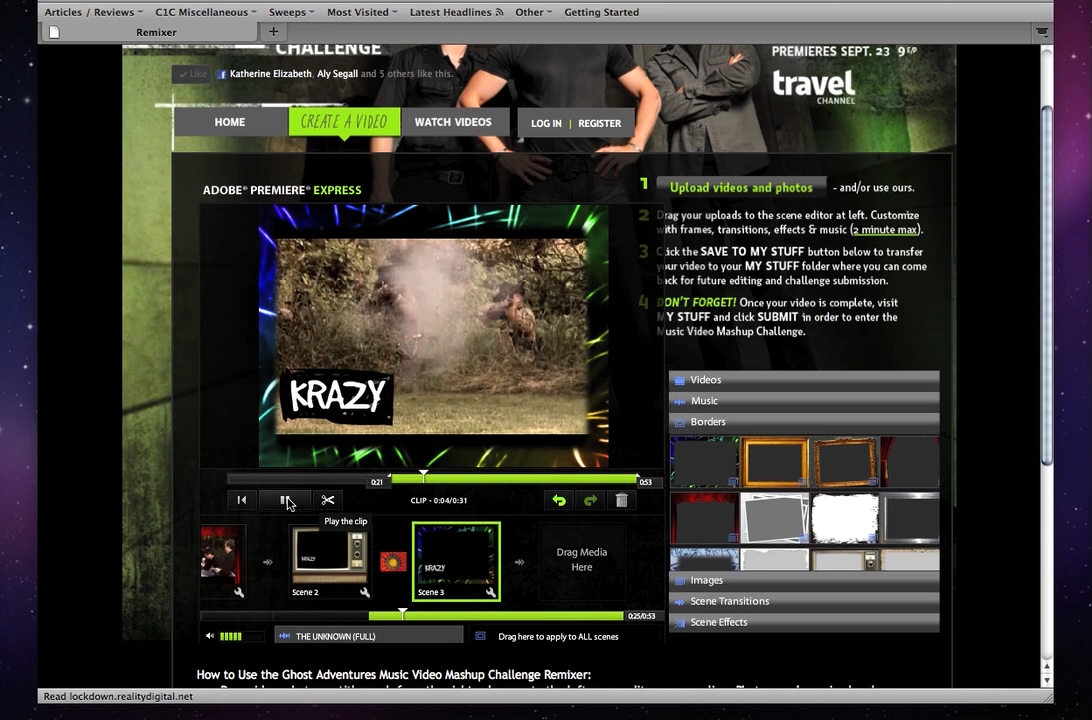 Articles / Reviews
C1C Miscellaneous
Sweeps
Most Visited
Latest Headlines
Other
Getting Started
Remixer
+
CHALLENGE
PREMIERES SEPT. 23 9 E/P
travel
CHANNEL
Like
Katherine Elizabeth, Aly Segall and 5 others like this.
HOME
CREATE A VIDEO
WATCH VIDEOS
LOG IN | REGISTER
ADOBE® PREMIERE® EXPRESS
1 Upload videos and photos - and/or use ours.
2 Drag your uploads to the scene editor at left. Customize
with frames, transitions, effects & music (2 minute max).
3 Click the SAVE TO MY STUFF button below to transfer
your video to your MY STUFF folder where you can come
back for future editing and challenge submission.
4 DON'T FORGET! Once your video is complete, visit
MY STUFF and click SUBMIT in order to enter the
Music Video Mashup Challenge.
KRAZY
Videos
Music
Borders
0:21
0:53
CLIP - 0:04/0:31
Play the clip
KRAZY
Scene 2
KRAZY
Scene 3
Drag Media
Here
Images
Scene Transitions
Scene Effects
0:25/0:53
THE UNKNOWN (FULL)
Drag here to apply to ALL scenes
How to Use the Ghost Adventures Music Video Mashup Challenge Remixer:
Read lockdown.realitydigital.net